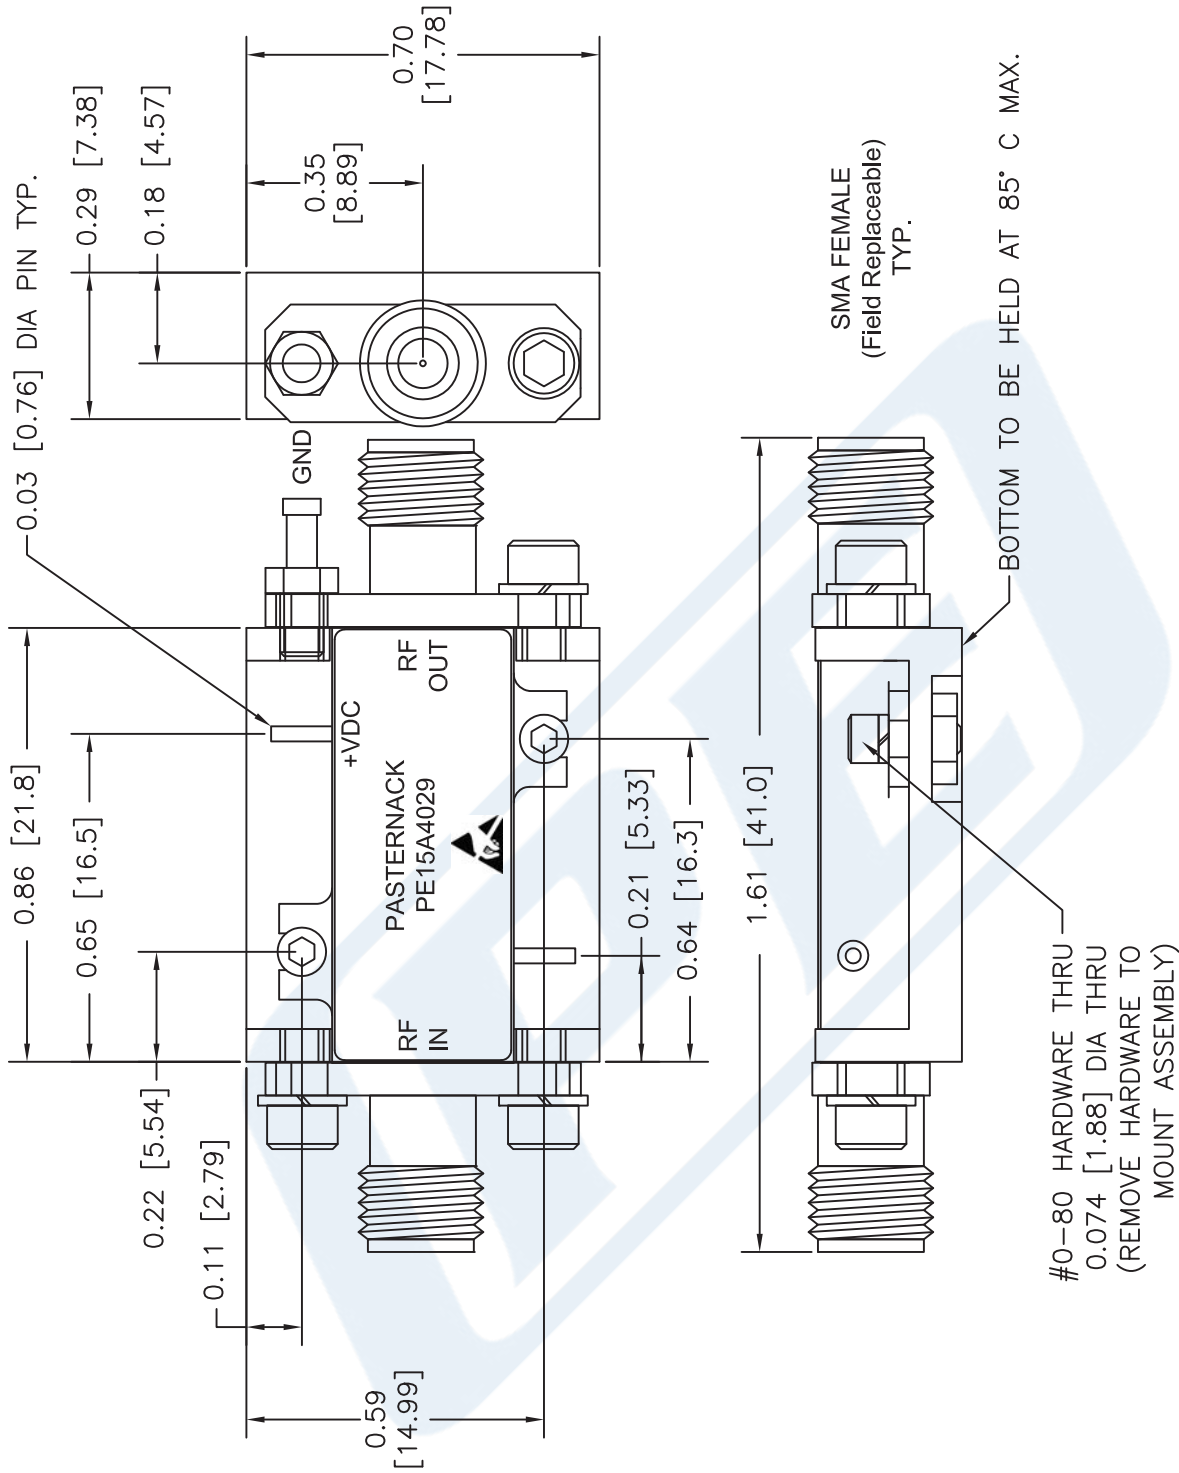 0.86 [21.8]
0.65 [16.5]
0.22 [5.54]
0.11 [2.79]
0.59
[14.99]
0.03 [0.76] DIA PIN TYP.
0.29 [7.38]
0.18 [4.57]
0.35
[8.89]
0.70
[17.78]
GND
+VDC
RF
IN
PASTERNACK
PE15A4029
RF
OUT
0.21 [5.33]
0.64 [16.3]
1.61 [41.0]
SMA FEMALE
(Field Replaceable)
TYP.
BOTTOM TO BE HELD AT 85° C MAX.
#0-80 HARDWARE THRU
0.074 [1.88] DIA THRU
(REMOVE HARDWARE TO
MOUNT ASSEMBLY)
PE